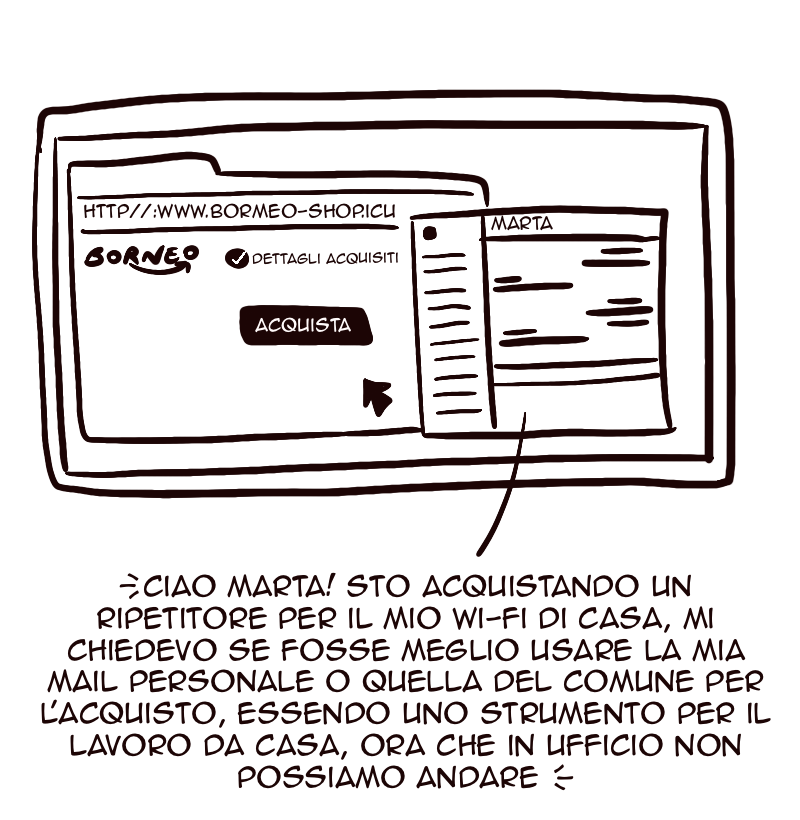 HTTP//:WWW.BORMEO-SHOP.ICU
BORNEO
DETTAGLI ACQUISITI
ACQUISTA
MARTA
CIAO MARTA! STO ACQUISTANDO UN
RIPETITORE PER IL MIO WI-FI DI CASA, MI
CHIEDEVO SE FOSSE MEGLIO USARE LA MIA
MAIL PERSONALE O QUELLA DEL COMUNE PER
L'ACQUISTO, ESSENDO UNO STRUMENTO PER IL
LAVORO DA CASA, ORA CHE IN UFFICIO NON
POSSIAMO ANDARE